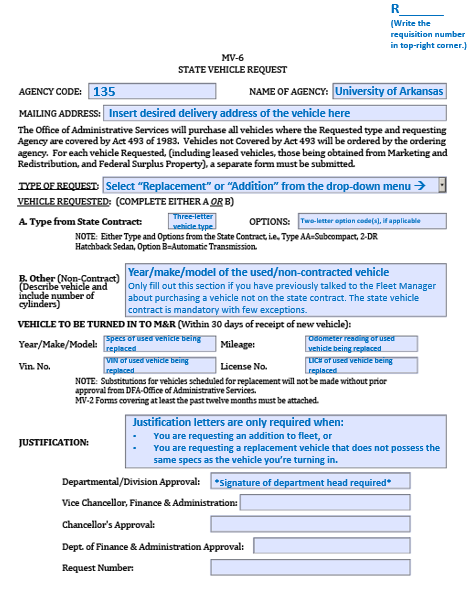 R______
(Write the
requisition number
in top-right corner.)
MV-6
STATE VEHICLE REQUEST
AGENCY CODE: 135 NAME OF AGENCY: University of Arkansas
MAILING ADDRESS: Insert desired delivery address of the vehicle here
The Office of Administrative Services will purchase all vehicles where the Requested type and requesting
Agency are covered by Act 493 of 1983. Vehicles not Covered by Act 493 will be ordered by the ordering
agency. For each vehicle Requested, (including leased vehicles, those being obtained from Marketing and
Redistribution, and Federal Surplus Property), a separate form must be submitted.
TYPE OF REQUEST: Select “Replacement” or “Addition” from the drop-down menu →
VEHICLE REQUESTED: (COMPLETE EITHER A OR B)
A. Type from State Contract: Three-letter vehicle type OPTIONS: Two-letter option code(s), if applicable
NOTE: Either Type and Options from the State Contract, i.e., Type AA=Subcompact, 2-DR
Hatchback Sedan, Option B=Automatic Transmission.
B. Other (Non-Contract)
(Describe vehicle and
include number of
cylinders)
Year/make/model of the used/non-contracted vehicle
Only fill out this section if you have previously talked to the Fleet Manager
about purchasing a vehicle not on the state contract. The state vehicle
contract is mandatory with few exceptions.
VEHICLE TO BE TURNED IN TO M&R (Within 30 days of receipt of new vehicle):
Year/Make/Model: Specs of used vehicle being replaced Mileage: Odometer reading of used vehicle being replaced
Vin. No. VIN of used vehicle being replaced License No. LIC# of used vehicle being replaced
NOTE: Substitutions for vehicles scheduled for replacement will not be made without prior
approval from DFA-Office of Administrative Services.
MV-2 Forms covering at least the past twelve months must be attached.
JUSTIFICATION:
Justification letters are only required when:
- You are requesting an addition to fleet, or
- You are requesting a replacement vehicle that does not possess the
same specs as the vehicle you’re turning in.
Departmental/Division Approval: *Signature of department head required*
Vice Chancellor, Finance & Administration:
Chancellor's Approval:
Dept. of Finance & Administration Approval:
Request Number: